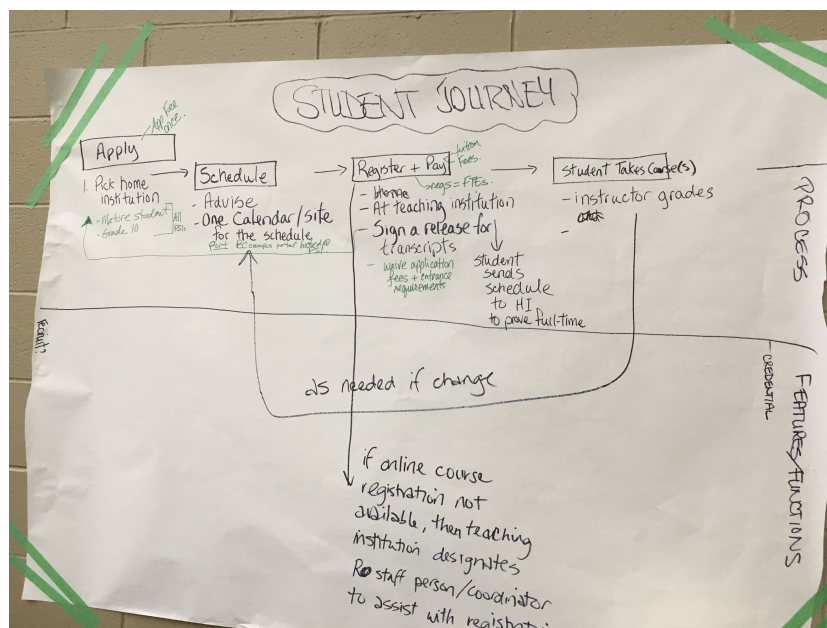 STUDENT JOURNEY
App Fee
once.
Apply
1. Pick home
institution
- Mature student
- Grade 10
All
PSIs
Schedule
- Advise
- One Calendar/site
for the schedule
Register + Pay
tuition
Fees.
- Home
regs = FTEs.
- At teaching institution
- Sign a release for
transcripts
- waive application
fees + entrance
requirements
student
sends
schedule
to HI
to prove full-time
Student Takes Course(s)
- instructor grades
-
PROCESS
recruit?
as needed if change
CREDENTIAL
FEATURES/FUNCTIONS
if online course
registration not
available, then teaching
institution designates
staff person/coordinator
to assist with registrati